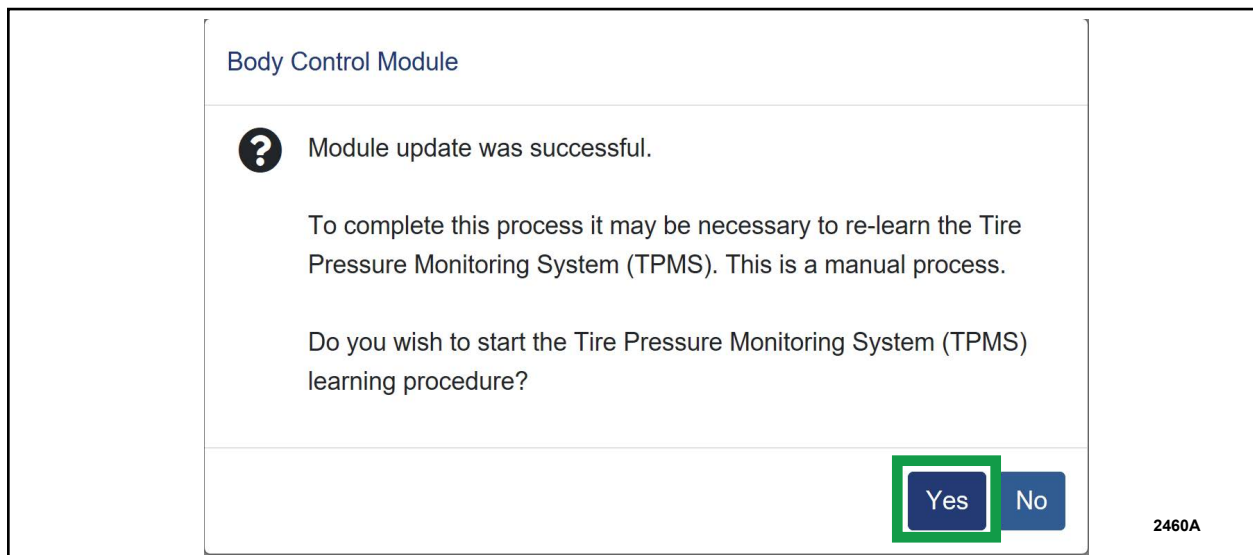 Body Control Module
Module update was successful.
To complete this process it may be necessary to re-learn the Tire
Pressure Monitoring System (TPMS). This is a manual process.
Do you wish to start the Tire Pressure Monitoring System (TPMS)
learning procedure?
Yes No
2460A